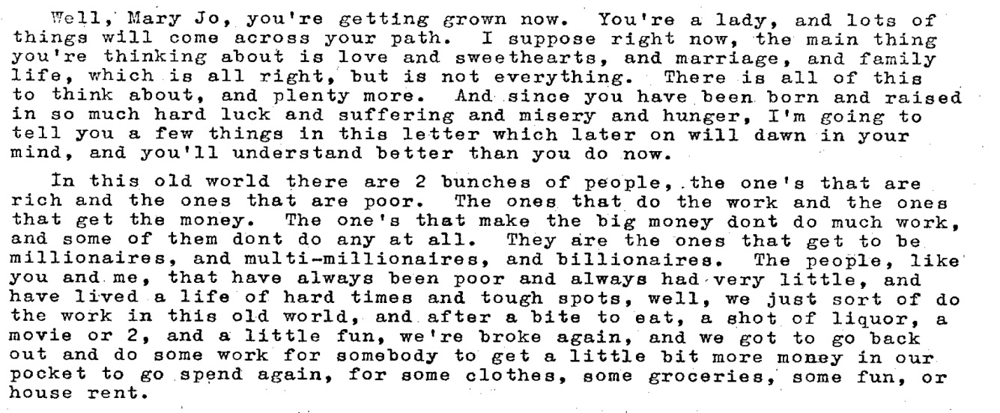 Well, Mary Jo, you're getting grown now. You're a lady, and lots of
things will come across your path. I suppose right now, the main thing
you're thinking about is love and sweethearts, and marriage, and family
life, which is all right, but is not everything. There is all of this
to think about, and plenty more. And since you have been born and raised
in so much hard luck and suffering and misery and hunger, I'm going to
tell you a few things in this letter which later on will dawn in your
mind, and you'll understand better than you do now.
In this old world there are 2 bunches of people, the one's that are
rich and the ones that are poor. The ones that do the work and the ones
that get the money. The one's that make the big money dont do much work,
and some of them dont do any at all. They are the ones that get to be
millionaires, and multi-millionaires, and billionaires. The people, like
you and me, that have always been poor and always had very little, and
have lived a life of hard times and tough spots, well, we just sort of do
the work in this old world, and after a bite to eat, a shot of liquor, a
movie or 2, and a little fun, we're broke again, and we got to go back
out and do some work for somebody to get a little bit more money in our
pocket to go spend again, for some clothes, some groceries, some fun, or
house rent.